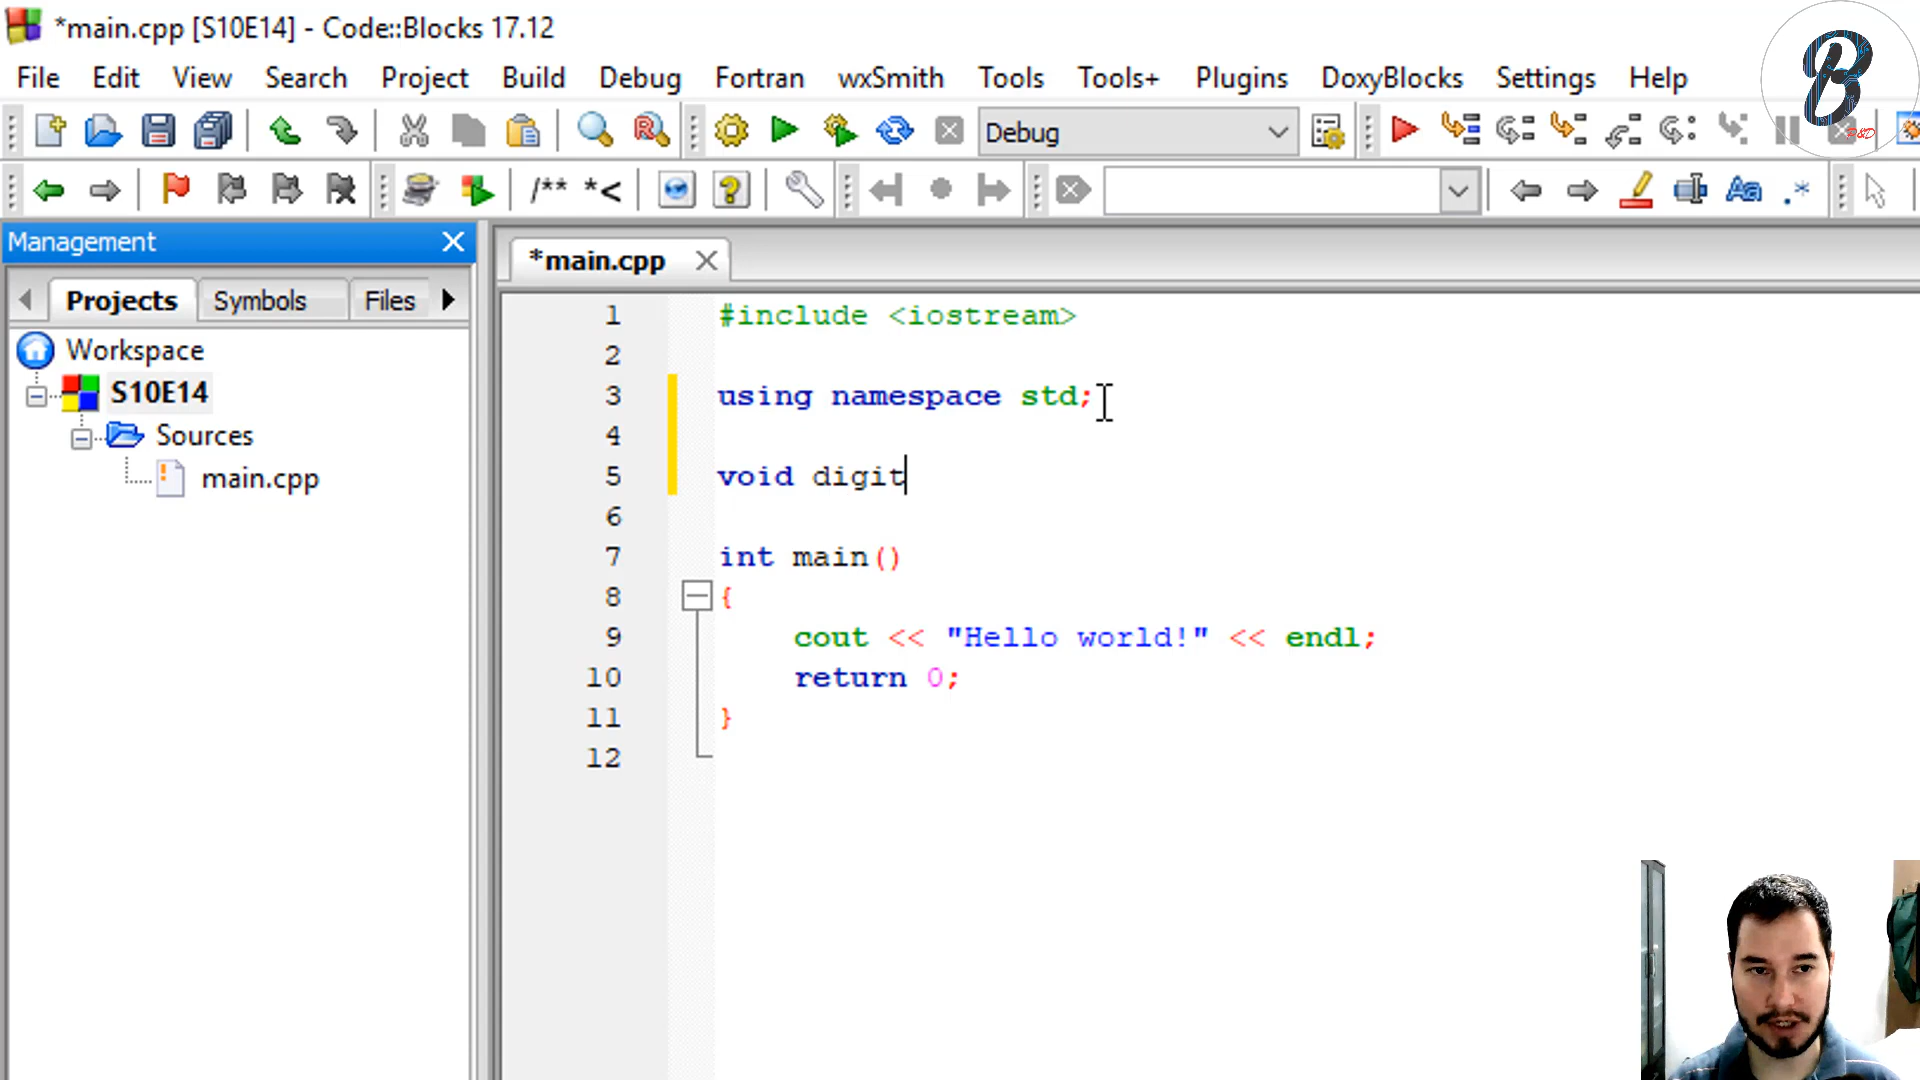 *main.cpp [S10E14] - Code::Blocks 17.12
File Edit View Search Project Build Debug Fortran wxSmith Tools Tools+ Plugins DoxyBlocks Settings Help
Debug
/** *<
Management
Projects Symbols Files
*main.cpp
Workspace
S10E14
Sources
main.cpp
1 #include <iostream>
2
3 using namespace std;
4
5 void digit
6
7 int main()
8 {
9 cout << "Hello world!" << endl;
10 return 0;
11 }
12
B